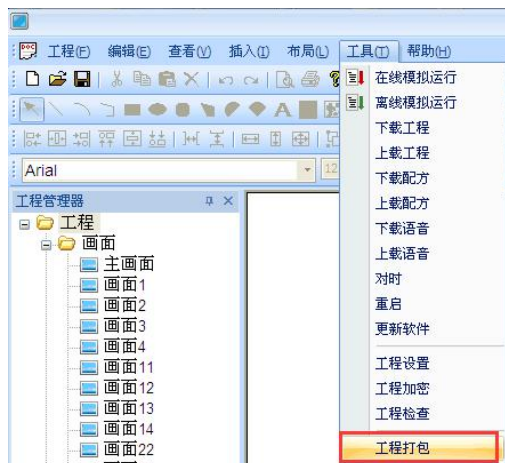 工程(F) 编辑(E) 查看(V) 插入(I) 布局(L) 工具(T) 帮助(H)
在线模拟运行
离线模拟运行
下载工程
上载工程
下载配方
上载配方
下载语音
上载语音
对时
重启
更新软件
工程设置
工程加密
工程检查
工程打包
Arial 12
工程管理器
工程
画面
主画面
画面1
画面2
画面3
画面4
画面11
画面12
画面13
画面14
画面22